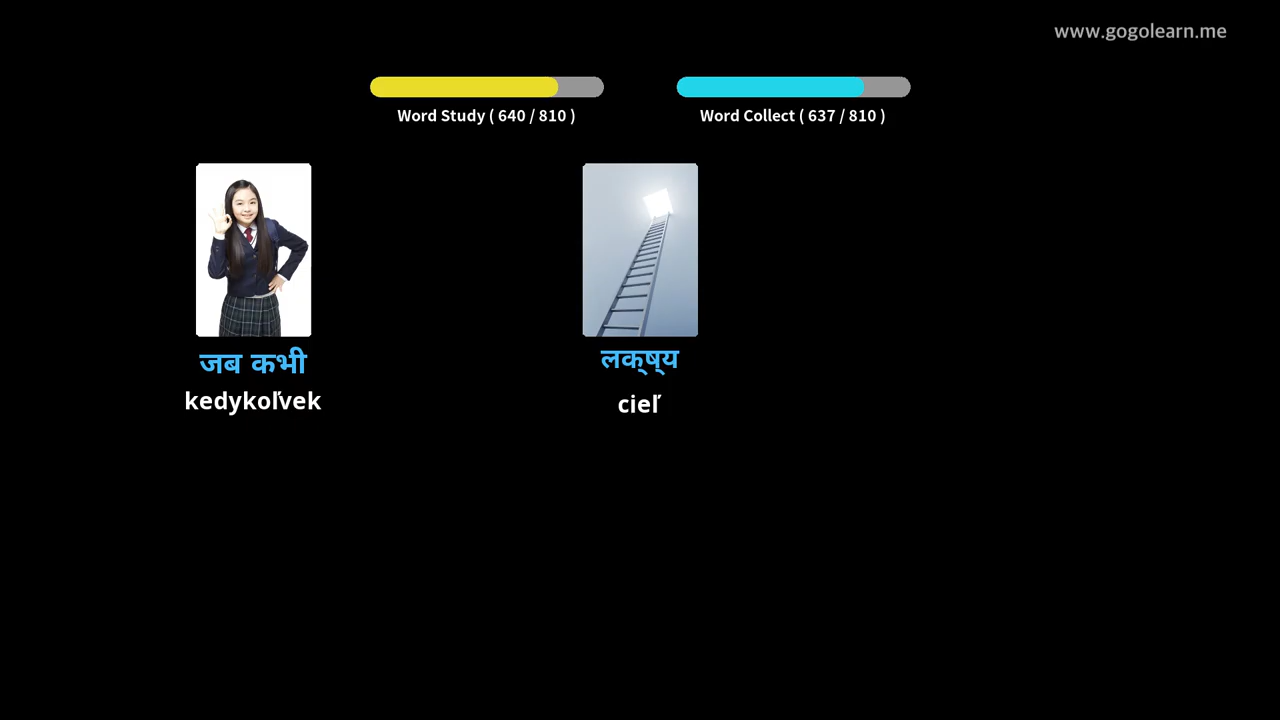 www.gogolearn.me
Word Study ( 640 / 810 )
Word Collect ( 637 / 810 )
जब कभी
लक्ष्य
kedykoľvek
cieľ